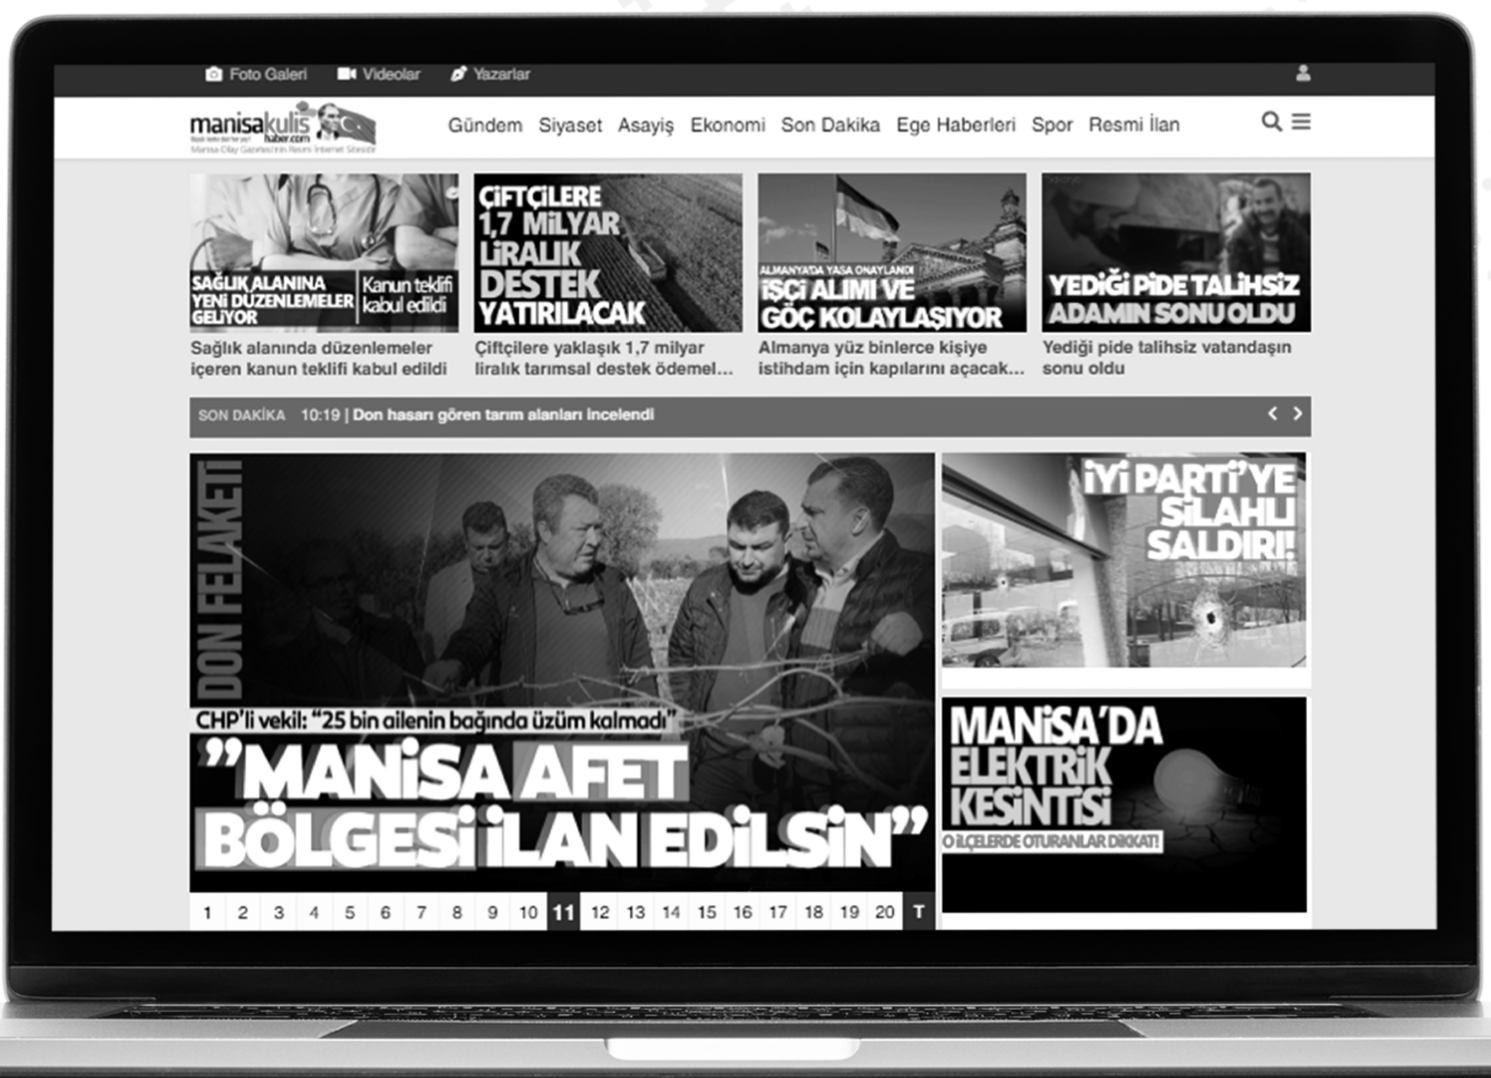 Foto Galeri Videolar Yazarlar
manisakulis
haber.com
Manisa Olay Gazetesi'nin Resmi İnternet Sitesidir
Gündem Siyaset Asayiş Ekonomi Son Dakika Ege Haberleri Spor Resmi İlan
SAĞLIK ALANINA
YENİ DÜZENLEMELER
GELİYOR
Kanun teklifi
kabul edildi
Sağlık alanında düzenlemeler
içeren kanun teklifi kabul edildi
ÇİFTÇİLERE
1,7 MİLYAR
LİRALIK
DESTEK
YATIRILACAK
Çiftçilere yaklaşık 1,7 milyar
liralık tarımsal destek ödemel...
ALMANYA'DA YASA ONAYLANDI
İŞÇİ ALIMI VE
GÖÇ KOLAYLAŞIYOR
Almanya yüz binlerce kişiye
istihdam için kapılarını açacak...
YEDİĞİ PİDE TALİHSİZ
ADAMIN SONU OLDU
Yediği pide talihsiz vatandaşın
sonu oldu
SON DAKİKA 10:19 | Don hasarı gören tarım alanları incelendi
DON FELAKETİ
CHP'li vekil: “25 bin ailenin bağında üzüm kalmadı”
”MANİSA AFET
BÖLGESİ İLAN EDİLSİN”
1 2 3 4 5 6 7 8 9 10 11 12 13 14 15 16 17 18 19 20 T
İYİ PARTİ'YE
SİLAHLI
SALDIRI!
MANİSA'DA
ELEKTRİK
KESİNTİSİ
O İLÇELERDE OTURANLAR DİKKAT!